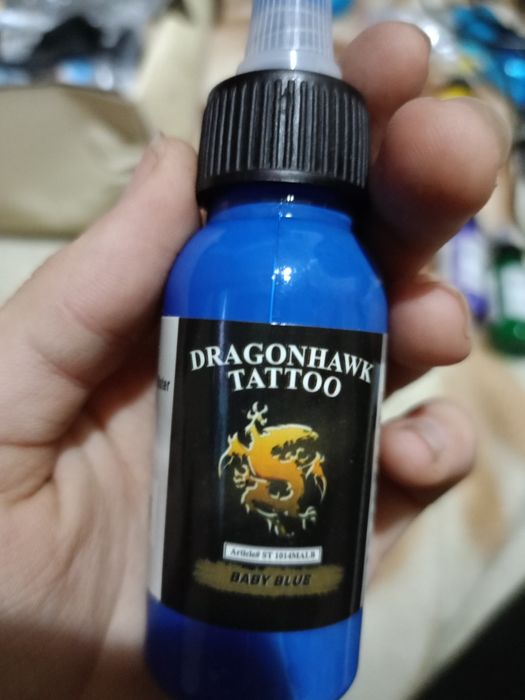 DRAGONHAWK
TATTOO
Article# ST 1014MALB
BABY BLUE